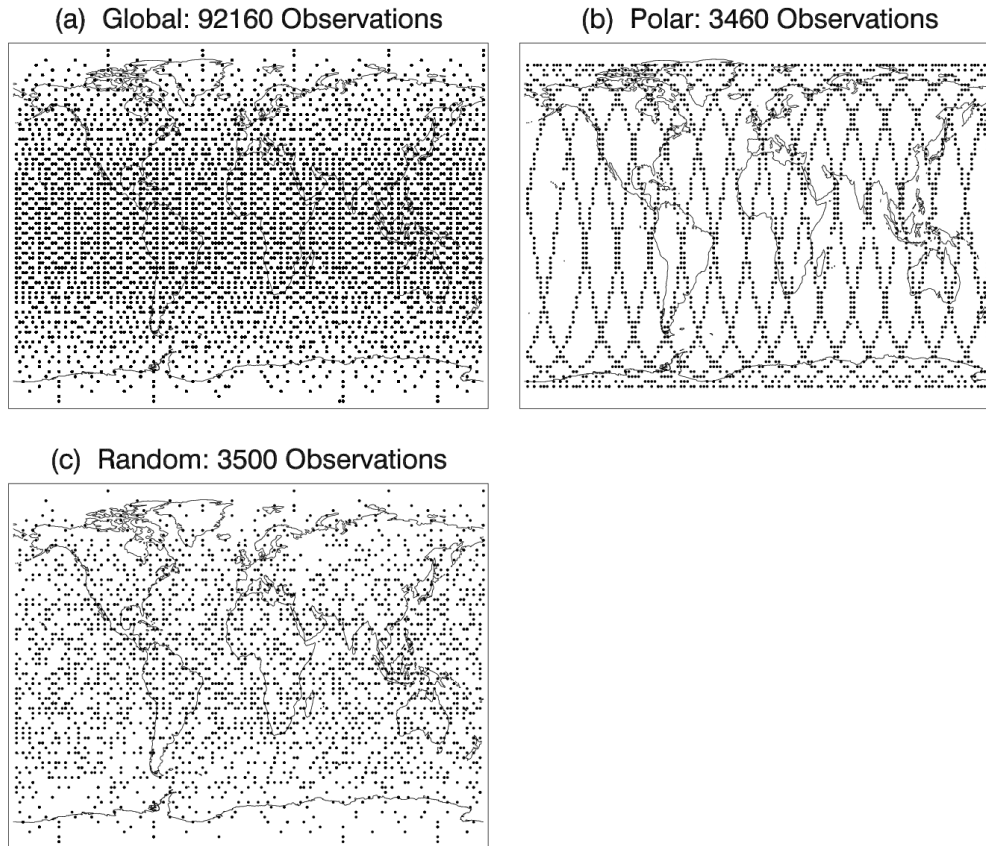 (a) Global: 92160 Observations
(b) Polar: 3460 Observations
(c) Random: 3500 Observations